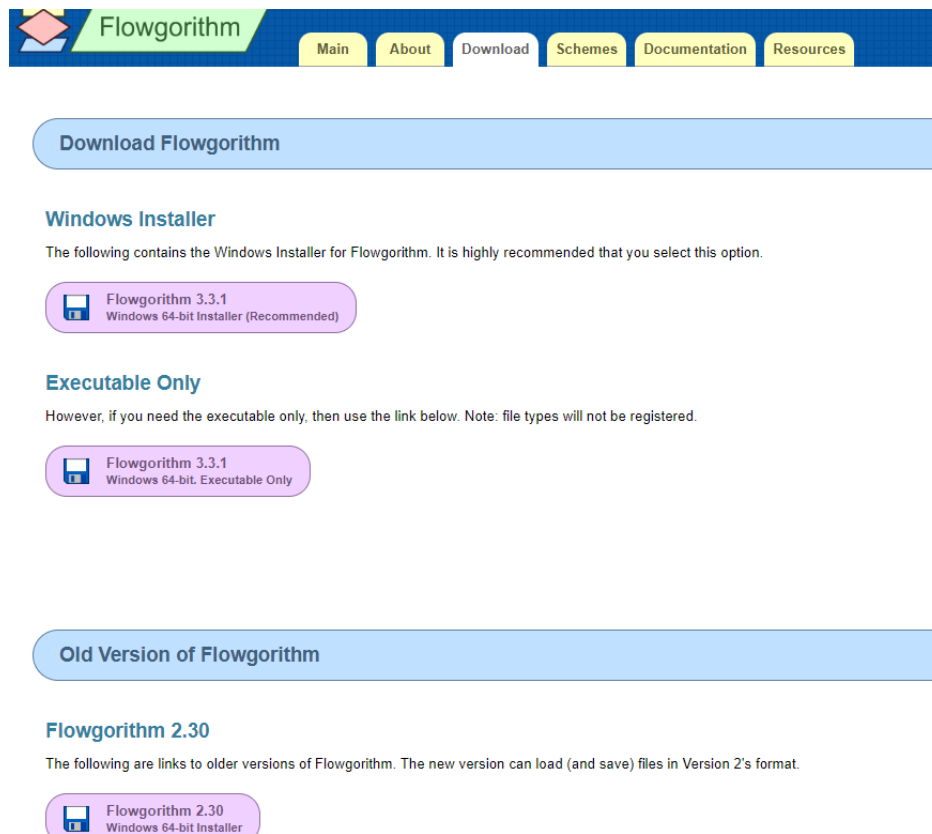 Flowgorithm
Main About Download Schemes Documentation Resources
Download Flowgorithm
Windows Installer
The following contains the Windows Installer for Flowgorithm. It is highly recommended that you select this option.
Flowgorithm 3.3.1
Windows 64-bit Installer (Recommended)
Executable Only
However, if you need the executable only, then use the link below. Note: file types will not be registered.
Flowgorithm 3.3.1
Windows 64-bit. Executable Only
Old Version of Flowgorithm
Flowgorithm 2.30
The following are links to older versions of Flowgorithm. The new version can load (and save) files in Version 2's format.
Flowgorithm 2.30
Windows 64-bit Installer